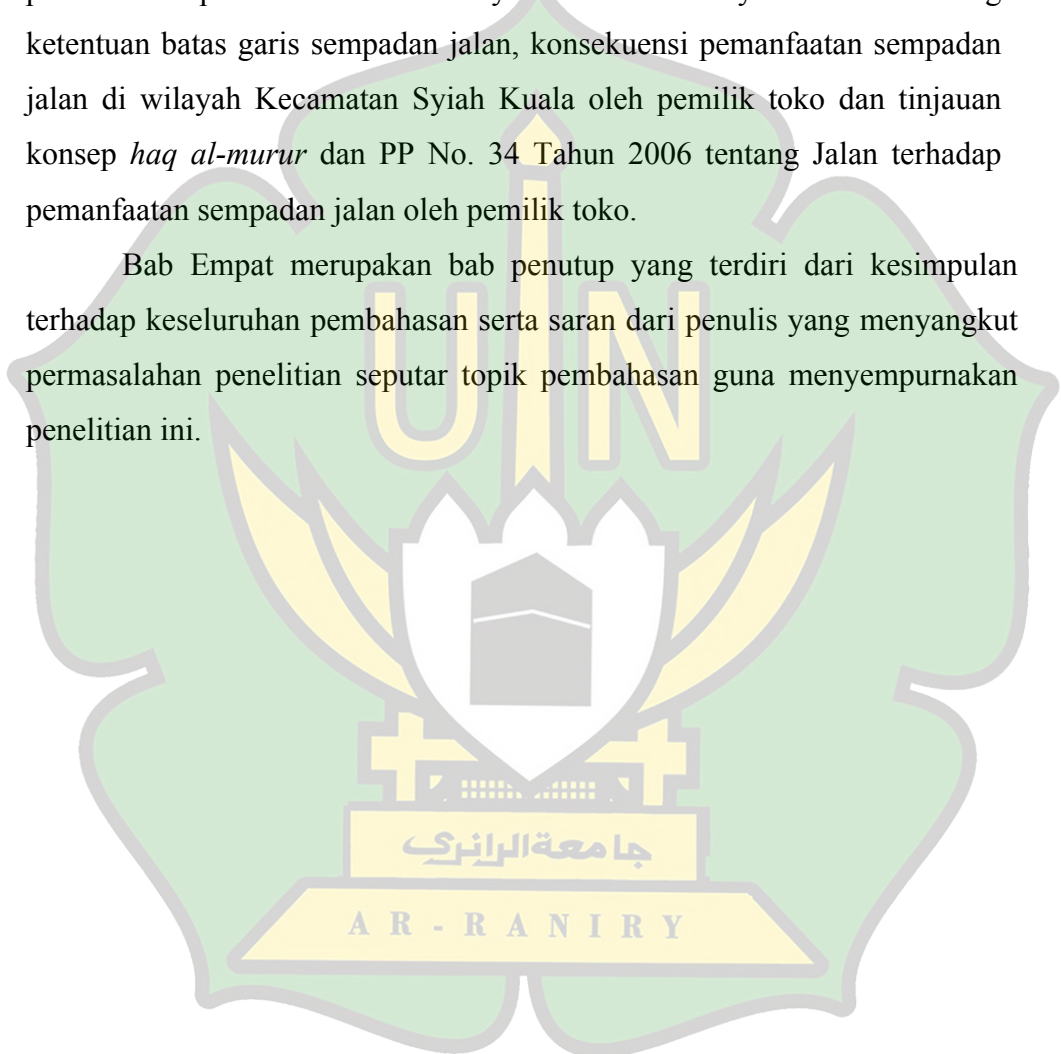 ketentuan batas garis sempadan jalan, konsekuensi pemanfaatan sempadan
jalan di wilayah Kecamatan Syiah Kuala oleh pemilik toko dan tinjauan
konsep haq al-murur dan PP No. 34 Tahun 2006 tentang Jalan terhadap
pemanfaatan sempadan jalan oleh pemilik toko.
Bab Empat merupakan bab penutup yang terdiri dari kesimpulan
terhadap keseluruhan pembahasan serta saran dari penulis yang menyangkut
permasalahan penelitian seputar topik pembahasan guna menyempurnakan
penelitian ini.
UIN
جامعة الرانري
AR-RANIRY